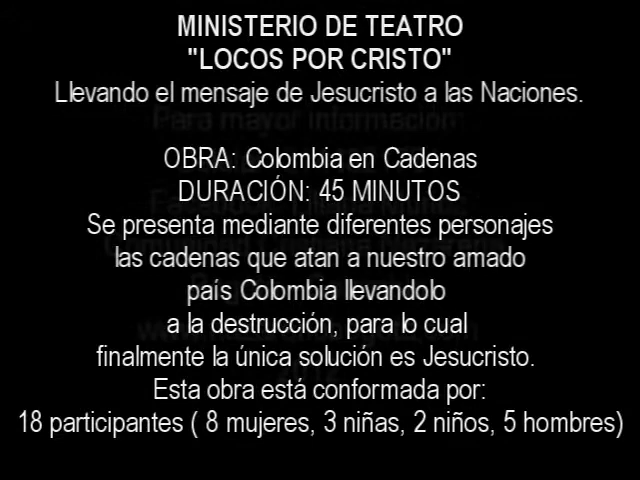 MINISTERIO DE TEATRO
"LOCOS POR CRISTO"
Llevando el mensaje de Jesucristo a las Naciones.
Para mayor información:
OBRA: Colombia en Cadenas
DURACIÓN: 45 MINUTOS
Se presenta mediante diferentes personajes
las cadenas que atan a nuestro amado
país Colombia llevandolo
a la destrucción, para lo cual
finalmente la única solución es Jesucristo.
Esta obra está conformada por:
18 participantes ( 8 mujeres, 3 niñas, 2 niños, 5 hombres)